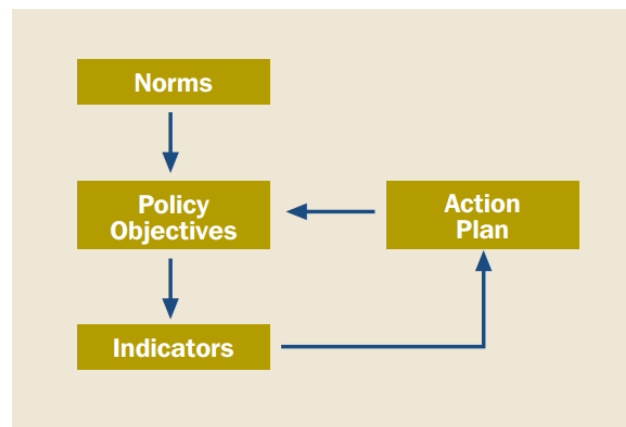 Norms
Policy
Objectives
Action
Plan
Indicators